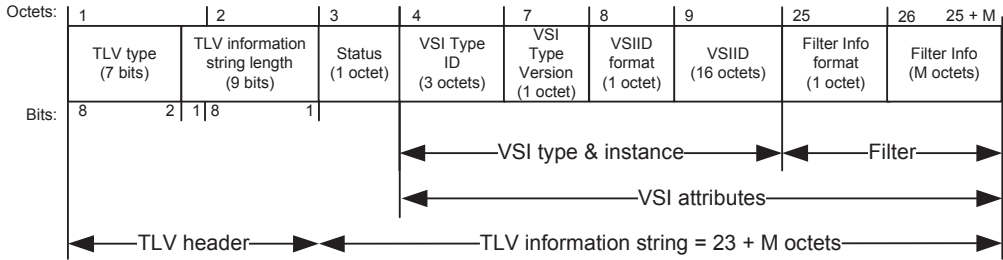 Octets: 1 2 3 4 7 8 9 25 26 25 + M
TLV type
(7 bits)
TLV information
string length
(9 bits)
Status
(1 octet)
VSI Type
ID
(3 octets)
VSI
Type
Version
(1 octet)
VSIID
format
(1 octet)
VSIID
(16 octets)
Filter Info
format
(1 octet)
Filter Info
(M octets)
Bits: 8 2 1 8 1
VSI type & instance
Filter
VSI attributes
TLV header
TLV information string = 23 + M octets